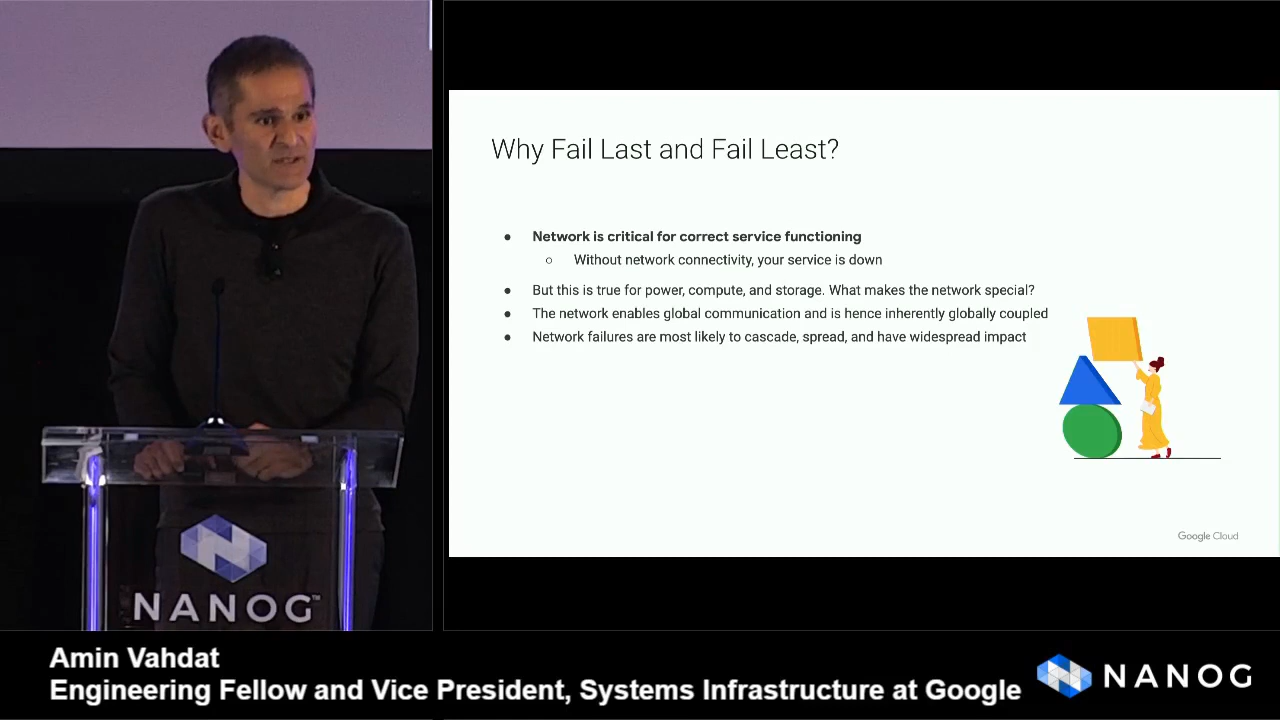 Why Fail Last and Fail Least?
● Network is critical for correct service functioning
○ Without network connectivity, your service is down
● But this is true for power, compute, and storage. What makes the network special?
● The network enables global communication and is hence inherently globally coupled
● Network failures are most likely to cascade, spread, and have widespread impact
Google Cloud
NANOG™
Amin Vahdat
Engineering Fellow and Vice President, Systems Infrastructure at Google
NANOG